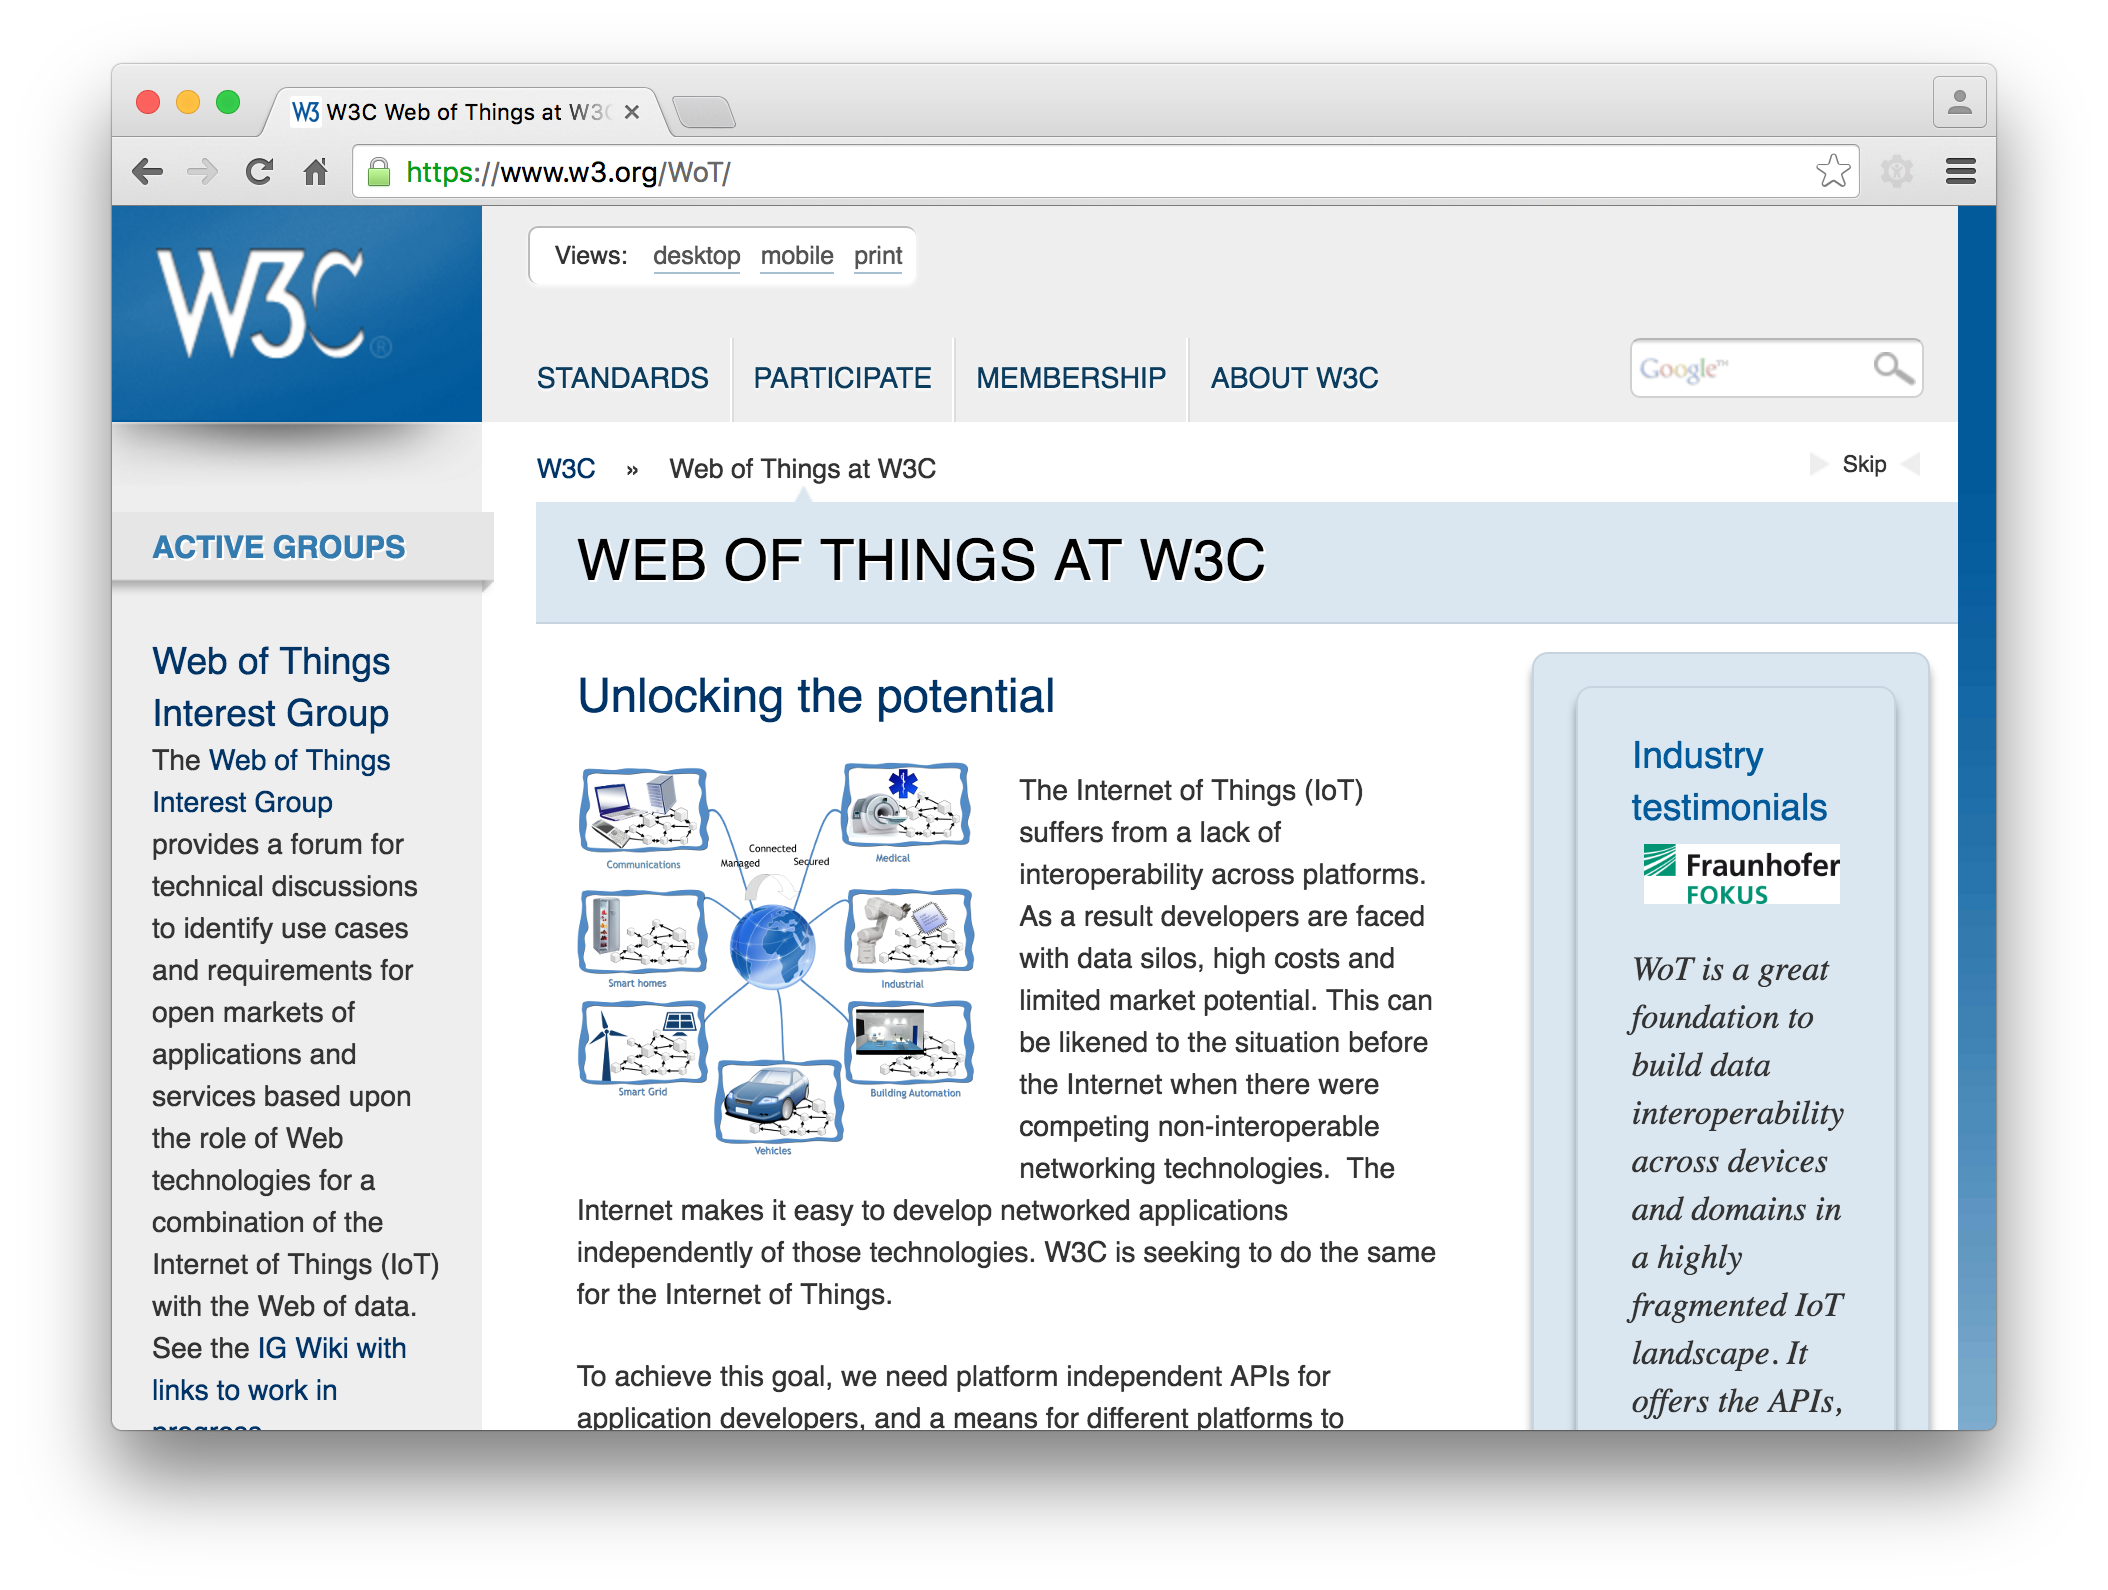 W3C Web of Things at W3C
https://www.w3.org/WoT/
W3C®
Views: desktop mobile print
STANDARDS PARTICIPATE MEMBERSHIP ABOUT W3C
Google™
W3C » Web of Things at W3C
Skip
ACTIVE GROUPS
Web of Things
Interest Group
The Web of Things
Interest Group
provides a forum for
technical discussions
to identify use cases
and requirements for
open markets of
applications and
services based upon
the role of Web
technologies for a
combination of the
Internet of Things (IoT)
with the Web of data.
See the IG Wiki with
links to work in
progress
WEB OF THINGS AT W3C
Unlocking the potential
Communications
Managed
Connected
Secured
Medical
Smart homes
Industrial
Smart Grid
Building Automation
Vehicles
The Internet of Things (IoT)
suffers from a lack of
interoperability across platforms.
As a result developers are faced
with data silos, high costs and
limited market potential. This can
be likened to the situation before
the Internet when there were
competing non-interoperable
networking technologies.  The
Internet makes it easy to develop networked applications
independently of those technologies. W3C is seeking to do the same
for the Internet of Things.
To achieve this goal, we need platform independent APIs for
application developers, and a means for different platforms to
Industry
testimonials
Fraunhofer
FOKUS
WoT is a great
foundation to
build data
interoperability
across devices
and domains in
a highly
fragmented IoT
landscape. It
offers the APIs,